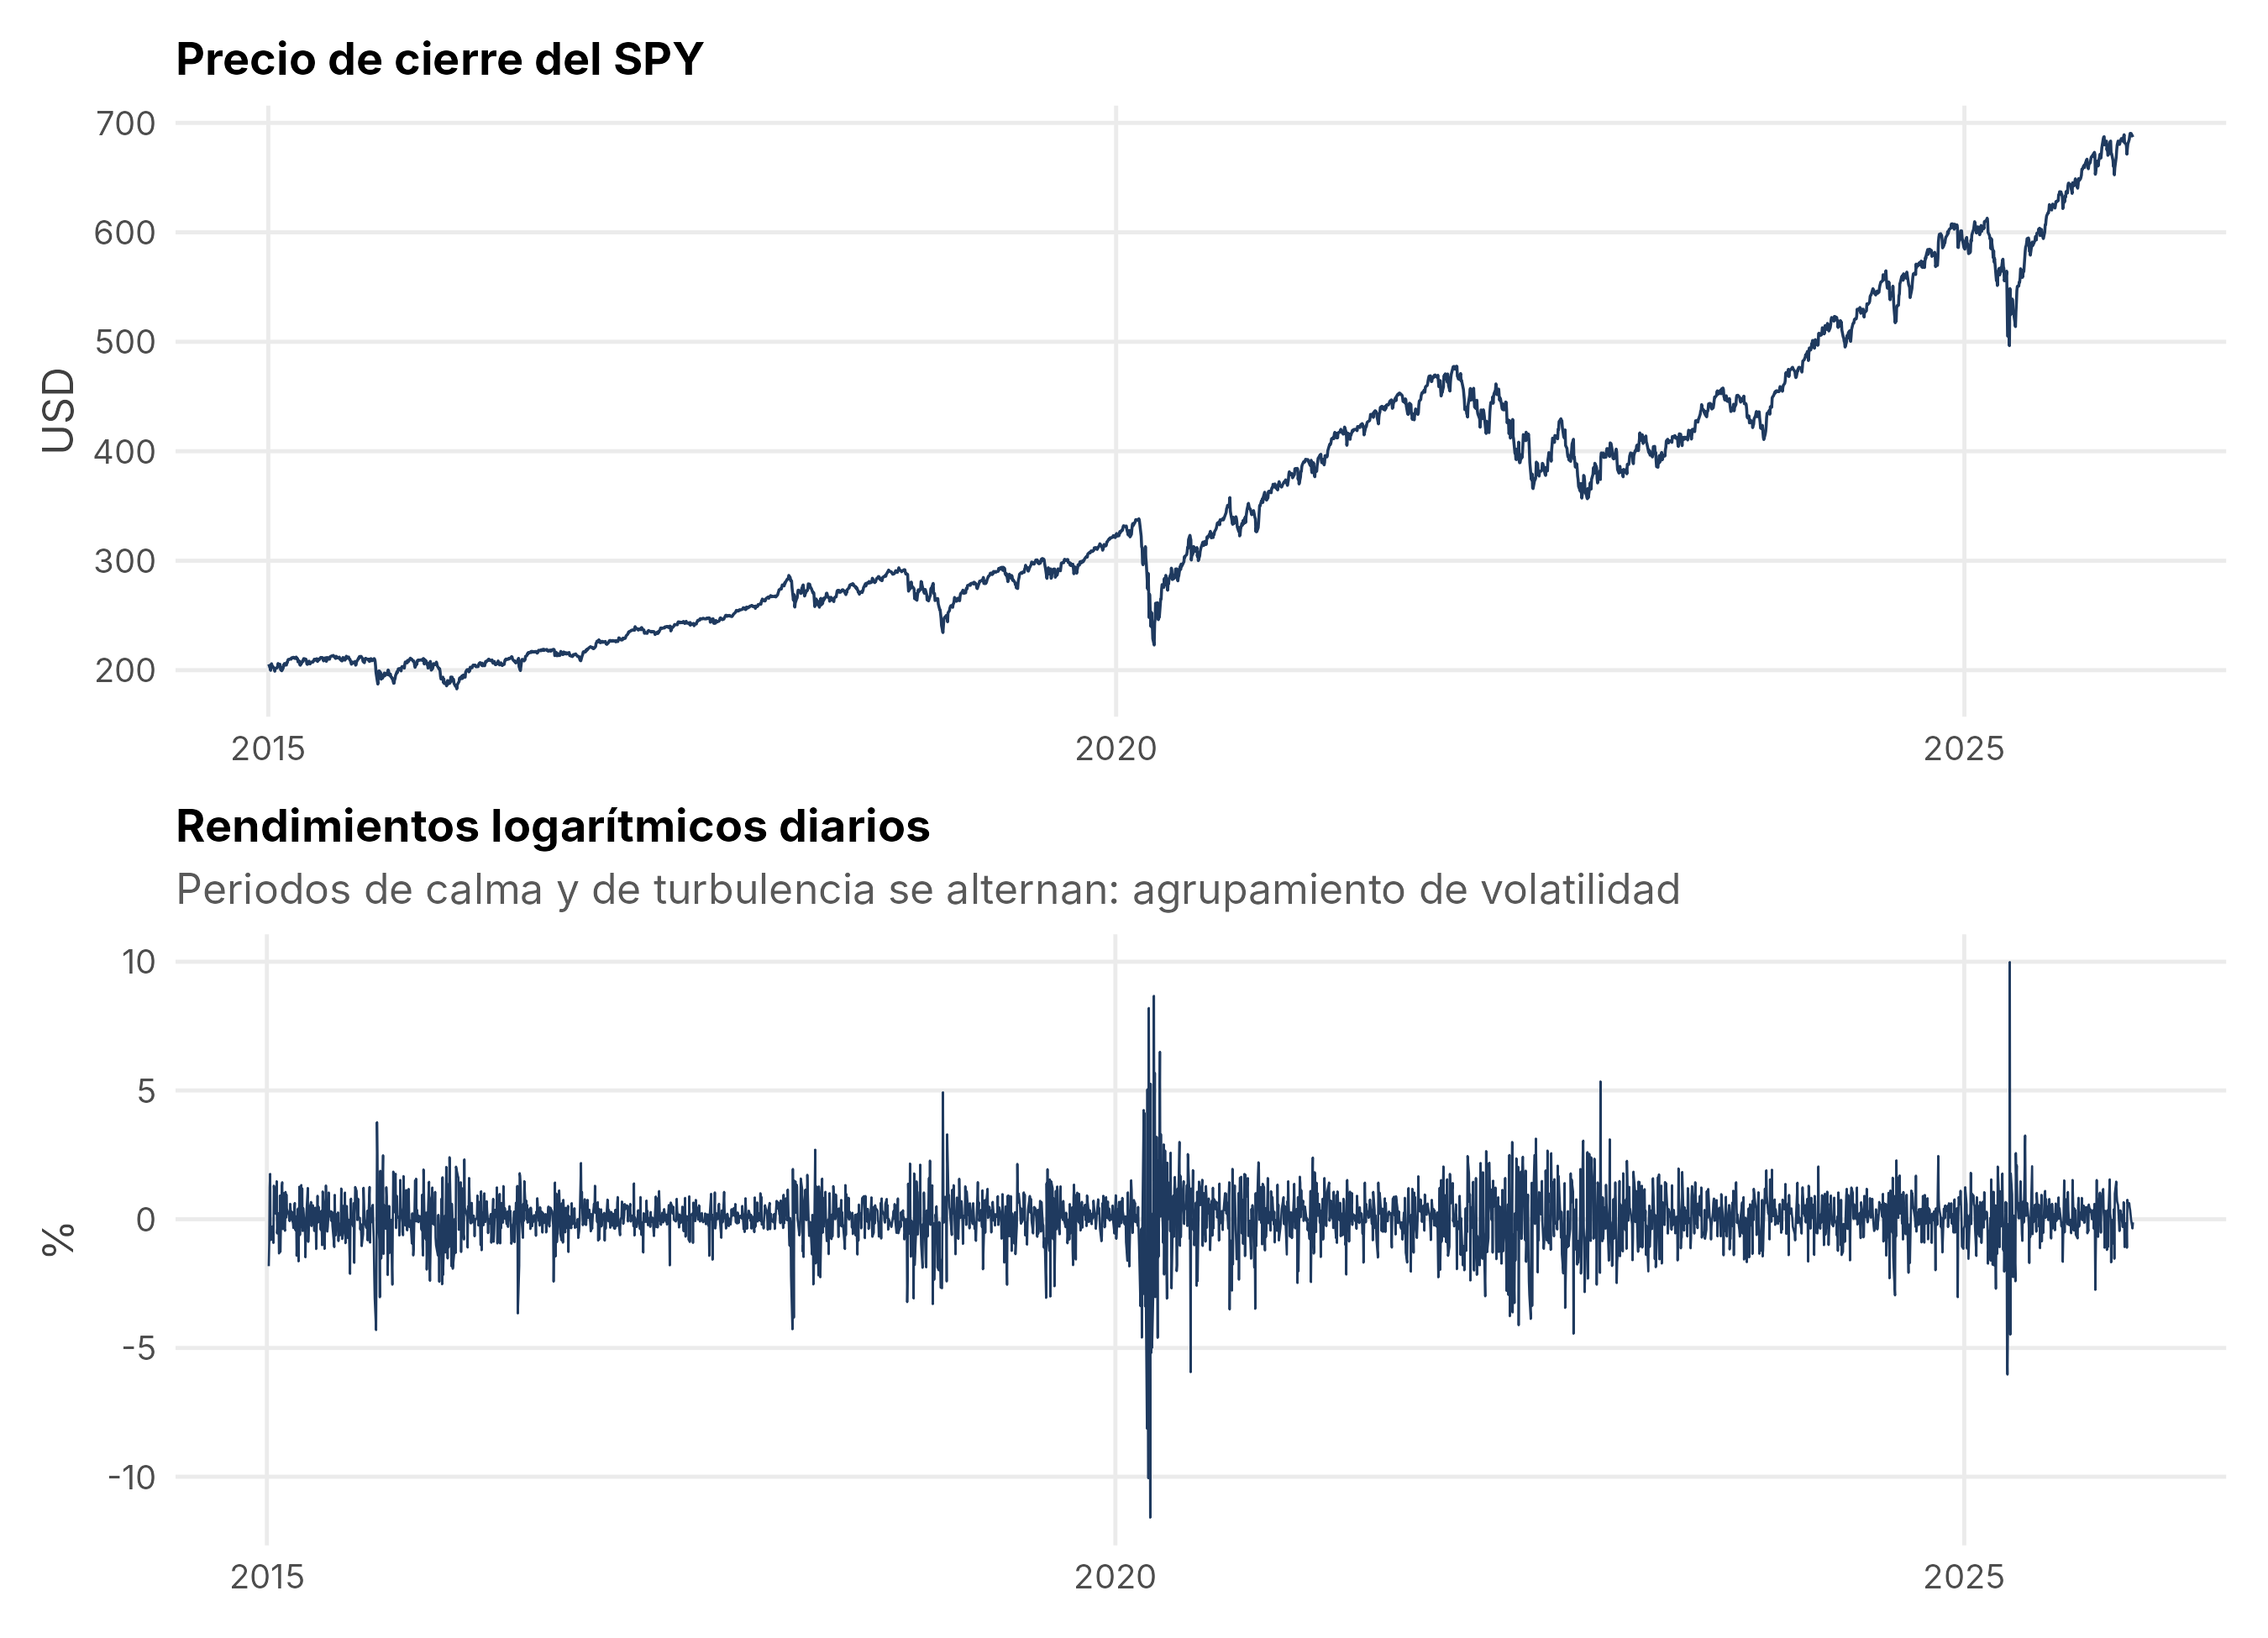 Precio de cierre del SPY
700
600
500
400
300
200
USD
2015 2020 2025
Rendimientos logarítmicos diarios
Periodos de calma y de turbulencia se alternan: agrupamiento de volatilidad
10
5
0
-5
-10
%
2015 2020 2025